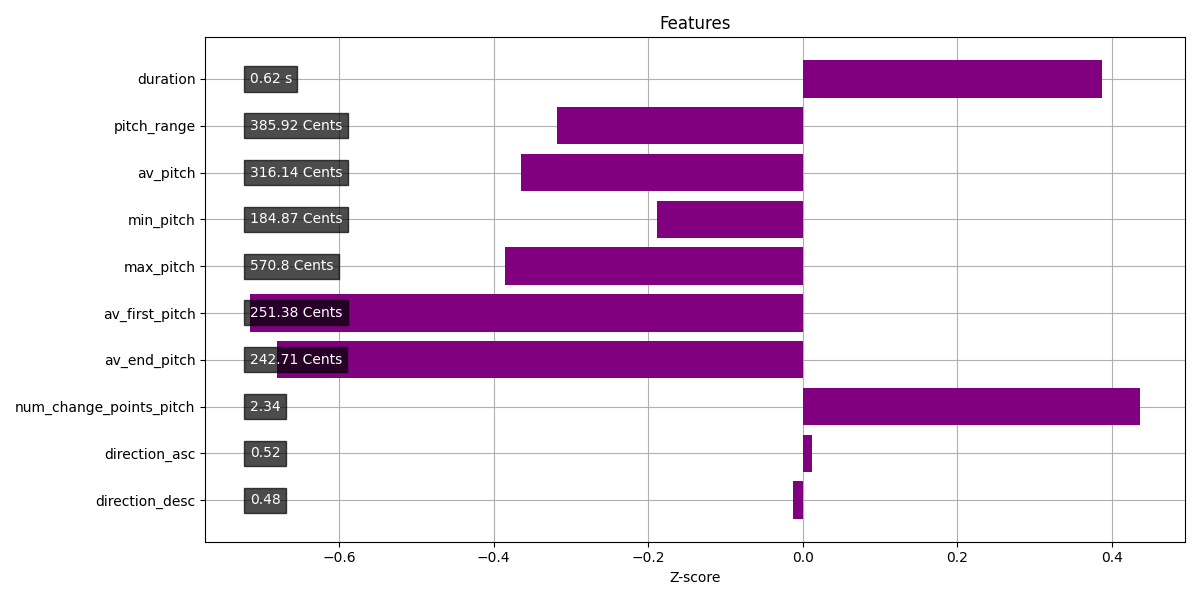 Features
duration
0.62 s
pitch_range
385.92 Cents
av_pitch
316.14 Cents
min_pitch
184.87 Cents
max_pitch
570.8 Cents
av_first_pitch
251.38 Cents
av_end_pitch
242.71 Cents
num_change_points_pitch
2.34
direction_asc
0.52
direction_desc
0.48
−0.6 −0.4 −0.2 0.0 0.2 0.4
Z-score